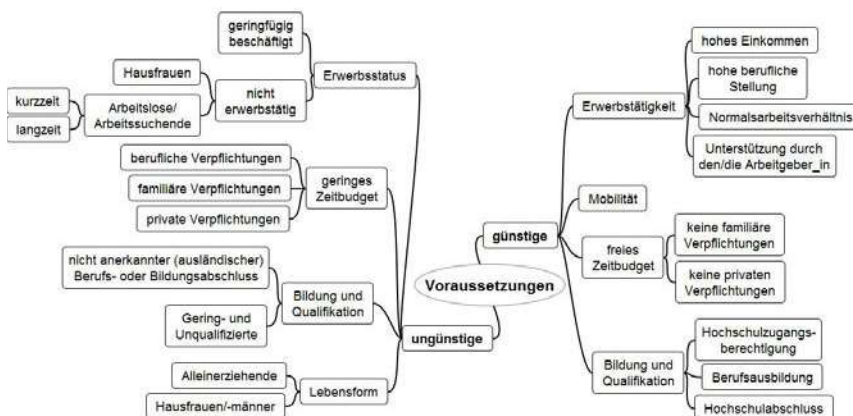 geringfügig
beschäftigt
Erwerbsstatus
Hausfrauen
nicht
erwerbstätig
kurzzeit
langzeit
Arbeitslose/
Arbeitssuchende
berufliche Verpflichtungen
familiäre Verpflichtungen
private Verpflichtungen
geringes
Zeitbudget
nicht anerkannter (ausländischer)
Berufs- oder Bildungsabschluss
Gering- und
Unqualifizierte
Bildung und
Qualifikation
Alleinerziehende
Hausfrauen/-männer
Lebensform
ungünstige
Voraussetzungen
günstige
Erwerbstätigkeit
hohes Einkommen
hohe berufliche
Stellung
Normalsarbeitsverhältnis
Unterstützung durch
den/die Arbeitgeber_in
Mobilität
freies
Zeitbudget
keine familiäre
Verpflichtungen
keine privaten
Verpflichtungen
Bildung und
Qualifikation
Hochschulzugangs-
berechtigung
Berufsausbildung
Hochschulabschluss